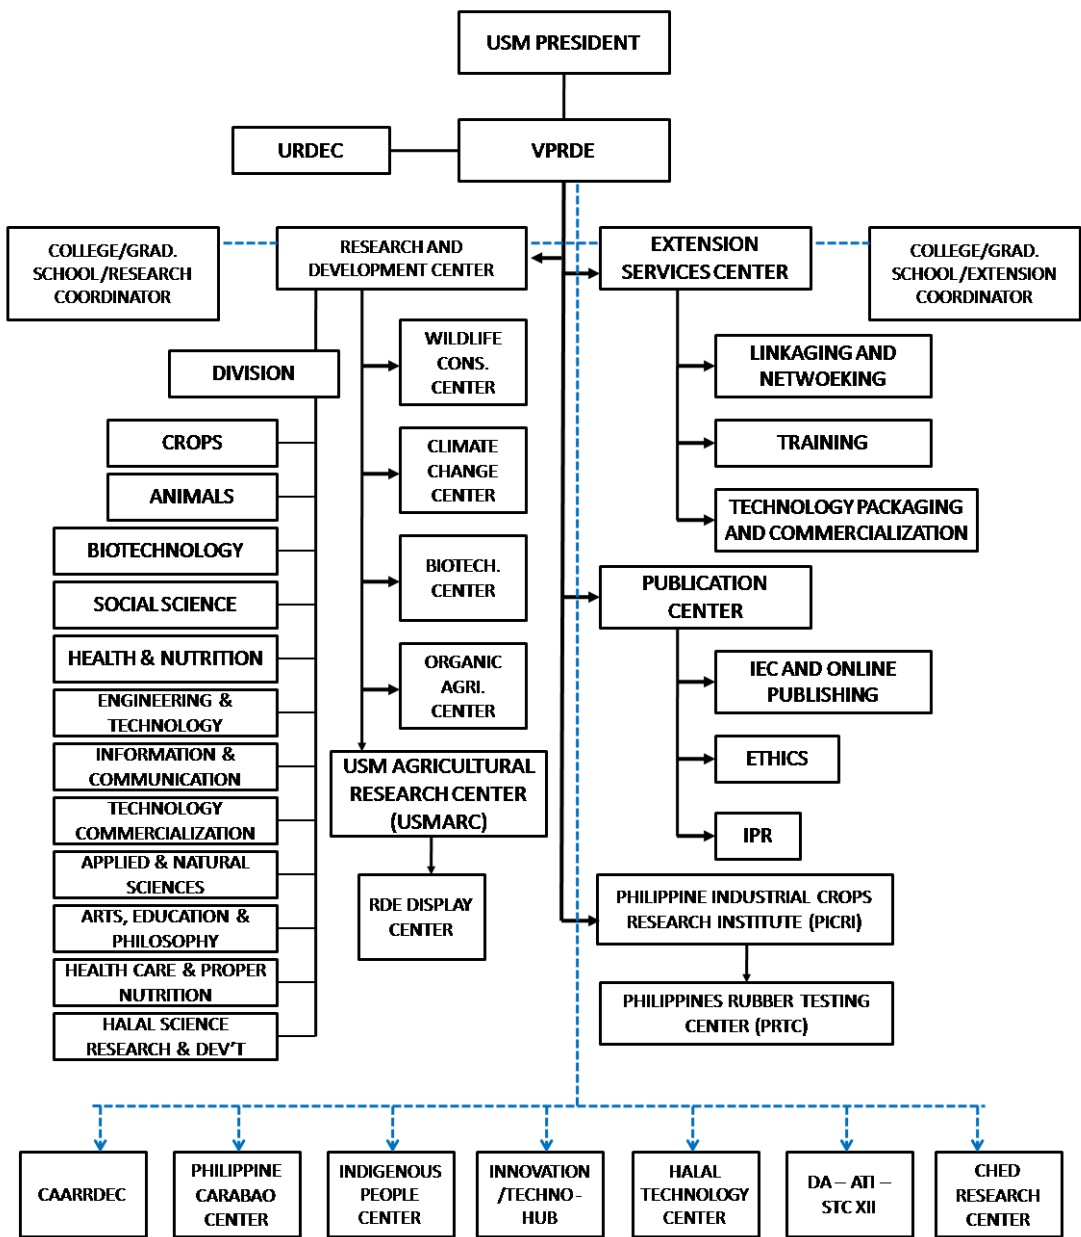 USM PRESIDENT
URDEC
VPRDE
COLLEGE/GRAD.
SCHOOL/RESEARCH
COORDINATOR
RESEARCH AND
DEVELOPMENT CENTER
EXTENSION
SERVICES CENTER
COLLEGE/GRAD.
SCHOOL/EXTENSION
COORDINATOR
DIVISION
CROPS
ANIMALS
BIOTECHNOLOGY
SOCIAL SCIENCE
HEALTH & NUTRITION
ENGINEERING &
TECHNOLOGY
INFORMATION &
COMMUNICATION
TECHNOLOGY
COMMERCIALIZATION
APPLIED & NATURAL
SCIENCES
ARTS, EDUCATION &
PHILOSOPHY
HEALTH CARE & PROPER
NUTRITION
HALAL SCIENCE
RESEARCH & DEV'T
WILDLIFE
CONS.
CENTER
CLIMATE
CHANGE
CENTER
BIOTECH.
CENTER
ORGANIC
AGRI.
CENTER
USM AGRICULTURAL
RESEARCH CENTER
(USMARC)
RDE DISPLAY
CENTER
LINKAGING AND
NETWOEKING
TRAINING
TECHNOLOGY PACKAGING
AND COMMERCIALIZATION
PUBLICATION
CENTER
IEC AND ONLINE
PUBLISHING
ETHICS
IPR
PHILIPPINE INDUSTRIAL CROPS
RESEARCH INSTITUTE (PICRI)
PHILIPPINES RUBBER TESTING
CENTER (PRTC)
CAARRDEC
PHILIPPINE
CARABAO
CENTER
INDIGENOUS
PEOPLE
CENTER
INNOVATION
/TECHNO -
HUB
HALAL
TECHNOLOGY
CENTER
DA – ATI –
STC XII
CHED
RESEARCH
CENTER